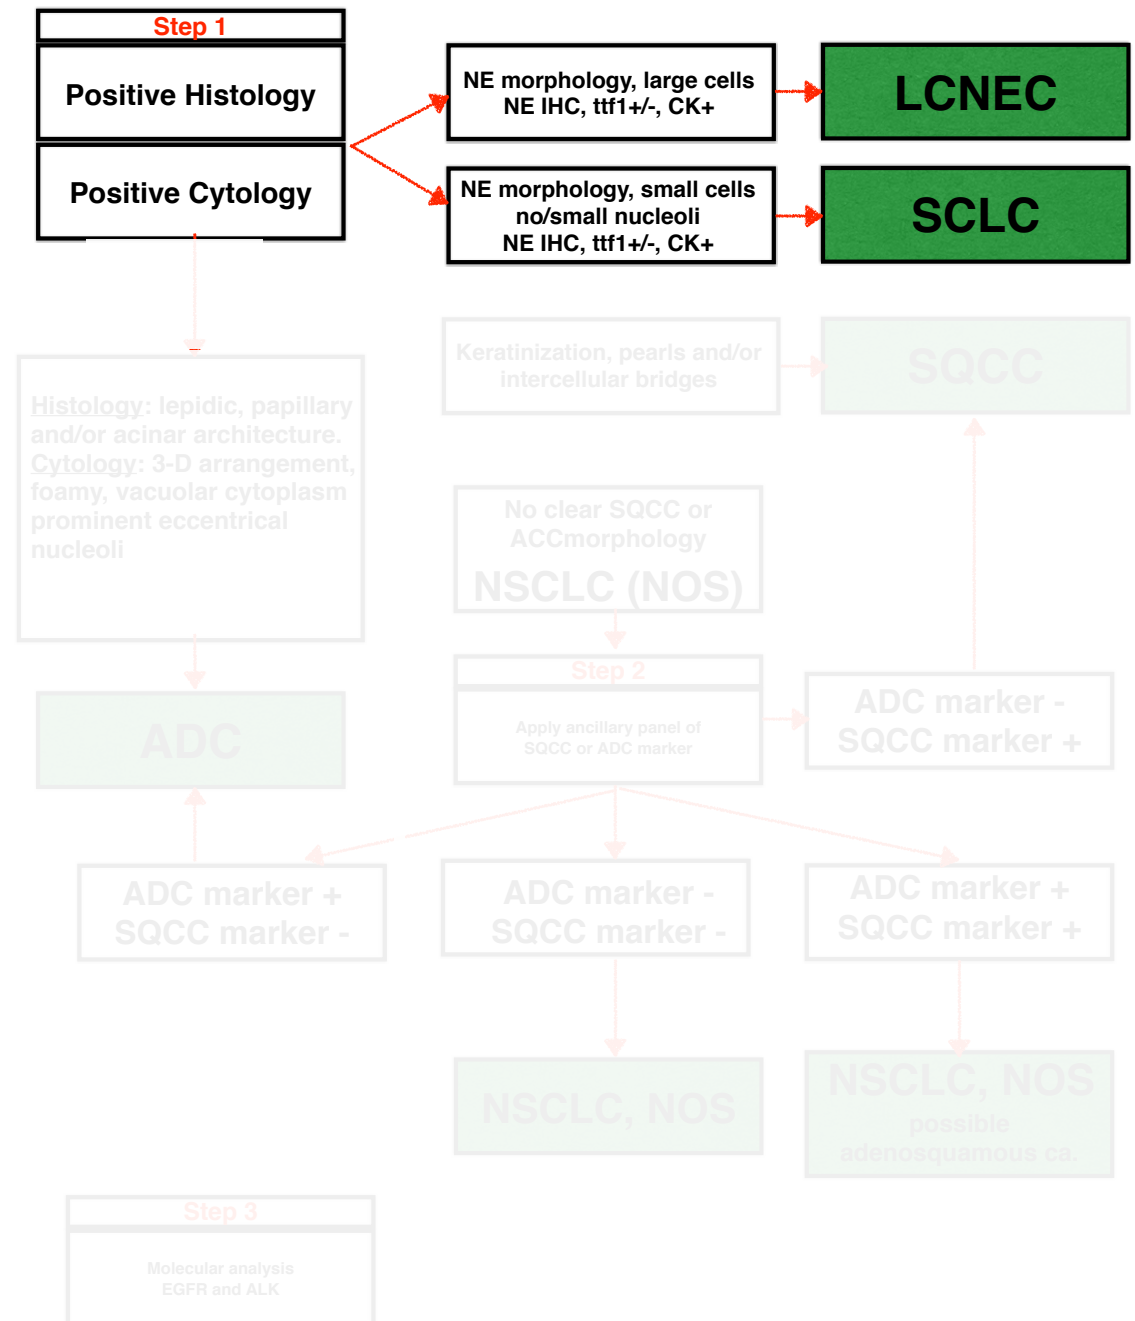 Step 1
Positive Histology
Positive Cytology
NE morphology, large cells
NE IHC, ttf1+/-, CK+
LCNEC
NE morphology, small cells
no/small nucleoli
NE IHC, ttf1+/-, CK+
SCLC
Keratinization, pearls and/or
intercellular bridges
SQCC
Histology: lepidic, papillary
and/or acinar architecture.
Cytology: 3-D arrangement,
foamy, vacuolar cytoplasm
prominent eccentrical
nucleoli
No clear SQCC or
ACCmorphology
NSCLC (NOS)
Step 2
Apply ancillary panel of
SQCC or ADC marker
ADC marker -
SQCC marker +
ADC
ADC marker +
SQCC marker -
ADC marker -
SQCC marker -
ADC marker +
SQCC marker +
NSCLC, NOS
NSCLC, NOS
possible
adenosquamous ca.
Step 3
Molecular analysis
EGFR and ALK